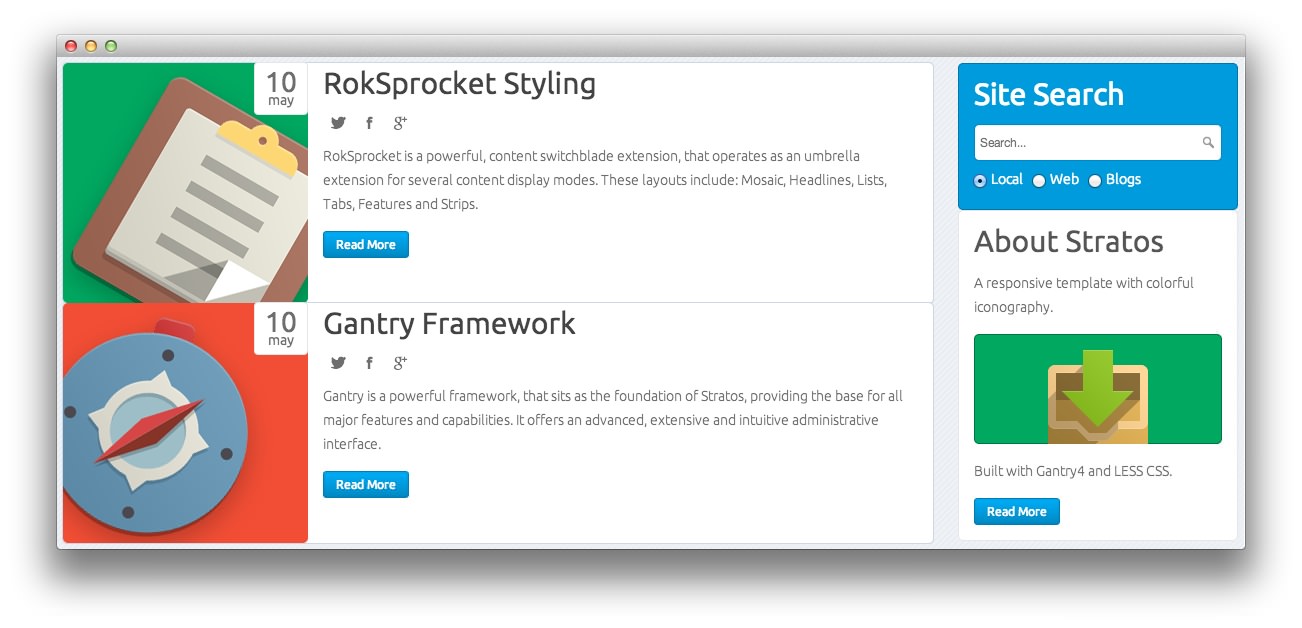 10
may
RokSprocket Styling
RokSprocket is a powerful, content switchblade extension, that operates as an umbrella
extension for several content display modes. These layouts include: Mosaic, Headlines, Lists,
Tabs, Features and Strips.
Read More
10
may
Gantry Framework
Gantry is a powerful framework, that sits as the foundation of Stratos, providing the base for all
major features and capabilities. It offers an advanced, extensive and intuitive administrative
interface.
Read More
Site Search
Search...
Local Web Blogs
About Stratos
A responsive template with colorful
iconography.
Built with Gantry4 and LESS CSS.
Read More